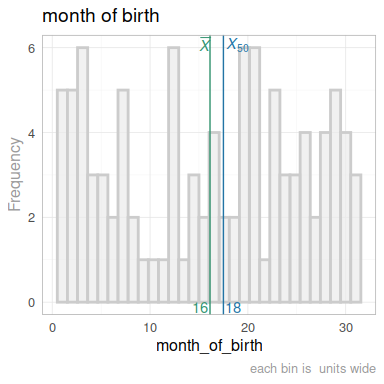 month of birth
X̅ X₅₀
6
4
2
0
Frequency
16 18
0 10 20 30
month_of_birth
each bin is  units wide